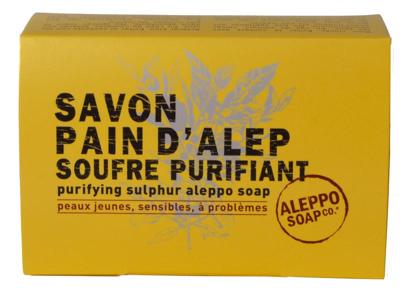 SAVON
PAIN D'ALEP
SOUFRE PURIFIANT
purifying sulphur aleppo soap
peaux jeunes, sensibles, à problèmes
ALEPPO
SOAP CO.®